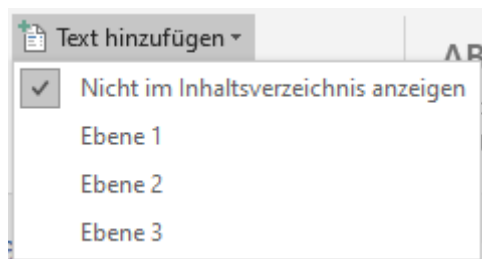 Text hinzufügen
Nicht im Inhaltsverzeichnis anzeigen
Ebene 1
Ebene 2
Ebene 3